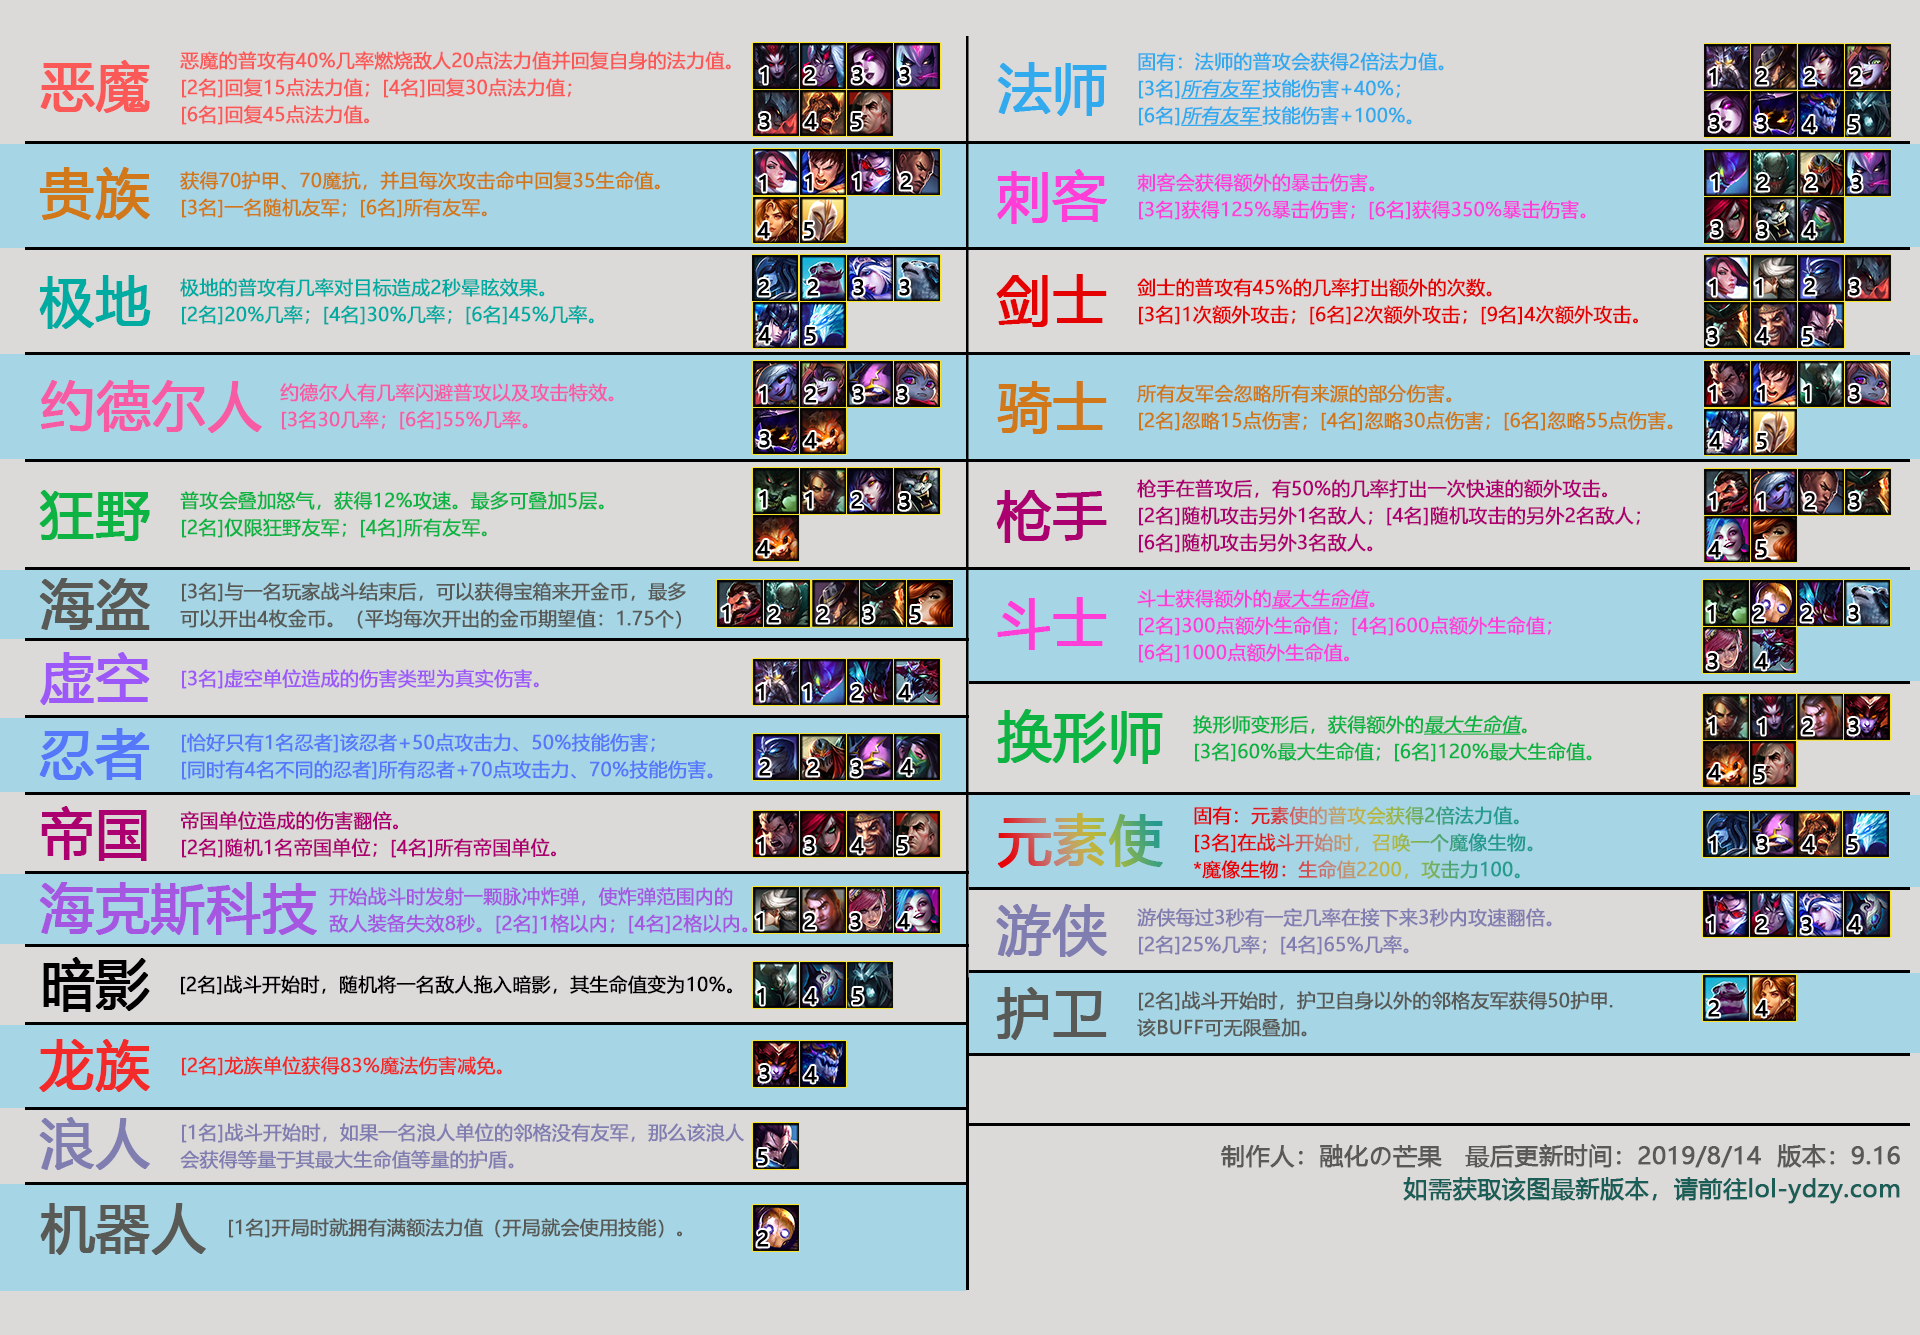 恶魔
恶魔的普攻有40%几率燃烧敌人20点法力值并回复自身的法力值。
[2名]回复15点法力值；[4名]回复30点法力值；
[6名]回复45点法力值。
1 2 3 3
3 4 5
贵族
获得70护甲、70魔抗，并且每次攻击命中回复35生命值。
[3名]一名随机友军；[6名]所有友军。
1 1 1 2
4 5
极地
极地的普攻有几率对目标造成2秒晕眩效果。
[2名]20%几率；[4名]30%几率；[6名]45%几率。
2 2 3 3
4 5
约德尔人
约德尔人有几率闪避普攻以及攻击特效。
[3名30几率；[6名]55%几率。
1 2 3 3
3 4
狂野
普攻会叠加怒气，获得12%攻速。最多可叠加5层。
[2名]仅限狂野友军；[4名]所有友军。
1 1 2 3
4
海盗
[3名]与一名玩家战斗结束后，可以获得宝箱来开金币，最多
可以开出4枚金币。（平均每次开出的金币期望值：1.75个）
1 2 2 3 5
虚空
[3名]虚空单位造成的伤害类型为真实伤害。
1 1 2 4
忍者
[恰好只有1名忍者]该忍者+50点攻击力、50%技能伤害；
[同时有4名不同的忍者]所有忍者+70点攻击力、70%技能伤害。
2 2 3 4
帝国
帝国单位造成的伤害翻倍。
[2名]随机1名帝国单位；[4名]所有帝国单位。
1 3 4 5
海克斯科技
开始战斗时发射一颗脉冲炸弹，使炸弹范围内的
敌人装备失效8秒。[2名]1格以内；[4名]2格以内。
1 2 3 4
暗影
[2名]战斗开始时，随机将一名敌人拖入暗影，其生命值变为10%。
1 4 5
龙族
[2名]龙族单位获得83%魔法伤害减免。
3 4
浪人
[1名]战斗开始时，如果一名浪人单位的邻格没有友军，那么该浪人
会获得等量于其最大生命值等量的护盾。
5
机器人
[1名]开局时就拥有满额法力值（开局就会使用技能）。
2
法师
固有：法师的普攻会获得2倍法力值。
[3名]所有友军技能伤害+40%；
[6名]所有友军技能伤害+100%。
1 2 2 2
3 3 4 5
刺客
刺客会获得额外的暴击伤害。
[3名]获得125%暴击伤害；[6名]获得350%暴击伤害。
1 2 2 3
3 3 4
剑士
剑士的普攻有45%的几率打出额外的次数。
[3名]1次额外攻击；[6名]2次额外攻击；[9名]4次额外攻击。
1 1 2 3
3 4 5
骑士
所有友军会忽略所有来源的部分伤害。
[2名]忽略15点伤害；[4名]忽略30点伤害；[6名]忽略55点伤害。
1 1 1 3
4 5
枪手
枪手在普攻后，有50%的几率打出一次快速的额外攻击。
[2名]随机攻击另外1名敌人；[4名]随机攻击的另外2名敌人；
[6名]随机攻击另外3名敌人。
1 1 2 3
4 5
斗士
斗士获得额外的最大生命值。
[2名]300点额外生命值；[4名]600点额外生命值；
[6名]1000点额外生命值。
1 2 2 3
3 4
换形师
换形师变形后，获得额外的最大生命值。
[3名]60%最大生命值；[6名]120%最大生命值。
1 1 2 3
4 5
元素使
固有：元素使的普攻会获得2倍法力值。
[3名]在战斗开始时，召唤一个魔像生物。
*魔像生物：生命值2200，攻击力100。
1 3 4 5
游侠
游侠每过3秒有一定几率在接下来3秒内攻速翻倍。
[2名]25%几率；[4名]65%几率。
1 2 3 4
护卫
[2名]战斗开始时，护卫自身以外的邻格友军获得50护甲.
该BUFF可无限叠加。
2 4
制作人：融化の芒果 最后更新时间：2019/8/14 版本：9.16
如需获取该图最新版本，请前往lol-ydzy.com